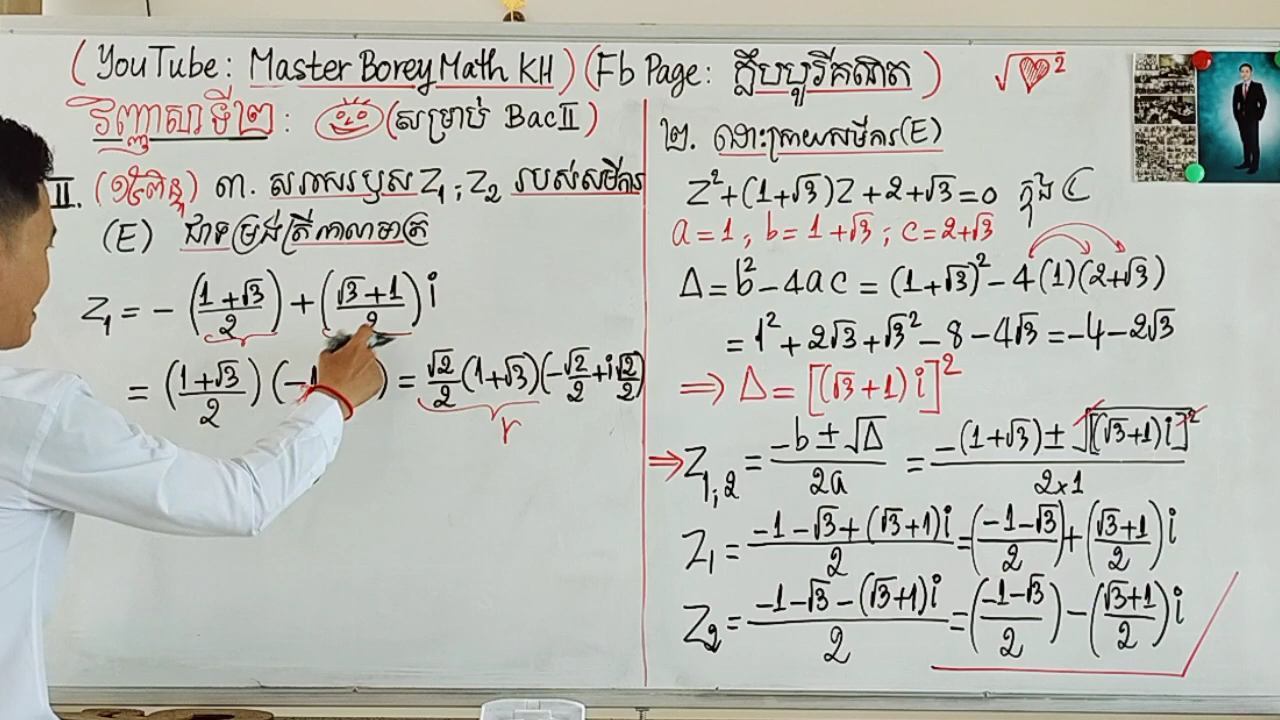 (YouTube: Master Borey Math KH) (Fb Page: ក្លឹបបូរីគណិត) √♡²
វិញ្ញាសាទី២: (សម្រាប់ BacII)
II. ៣. សរសេរឫស Z₁; Z₂ របស់សមីការ
(E) ជាទម្រង់ត្រីកោណមាត្រ
Z₁ = -((1+√3)/2) + ((√3+1)/2)i
= ((1+√3)/2)(-1 ) = √2/2(1+√3)(-√2/2+i√2/2)
r
២. ដោះស្រាយសមីការ(E)
Z²+(1+√3)Z+2+√3=0 ក្នុង ℂ
a=1, b=1+√3; c=2+√3
Δ=b²-4ac=(1+√3)²-4(1)(2+√3)
=1²+2√3+√3²-8-4√3=-4-2√3
⇒ Δ=[(√3+1)i]²
⇒Z₁,₂=(-b±√Δ)/2a=(-(1+√3)±√[(√3+1)i]²)/2×1
Z₁=(-1-√3+(√3+1)i)/2=((-1-√3)/2)+((√3+1)/2)i
Z₂=(-1-√3-(√3+1)i)/2=((-1-√3)/2)-((√3+1)/2)i